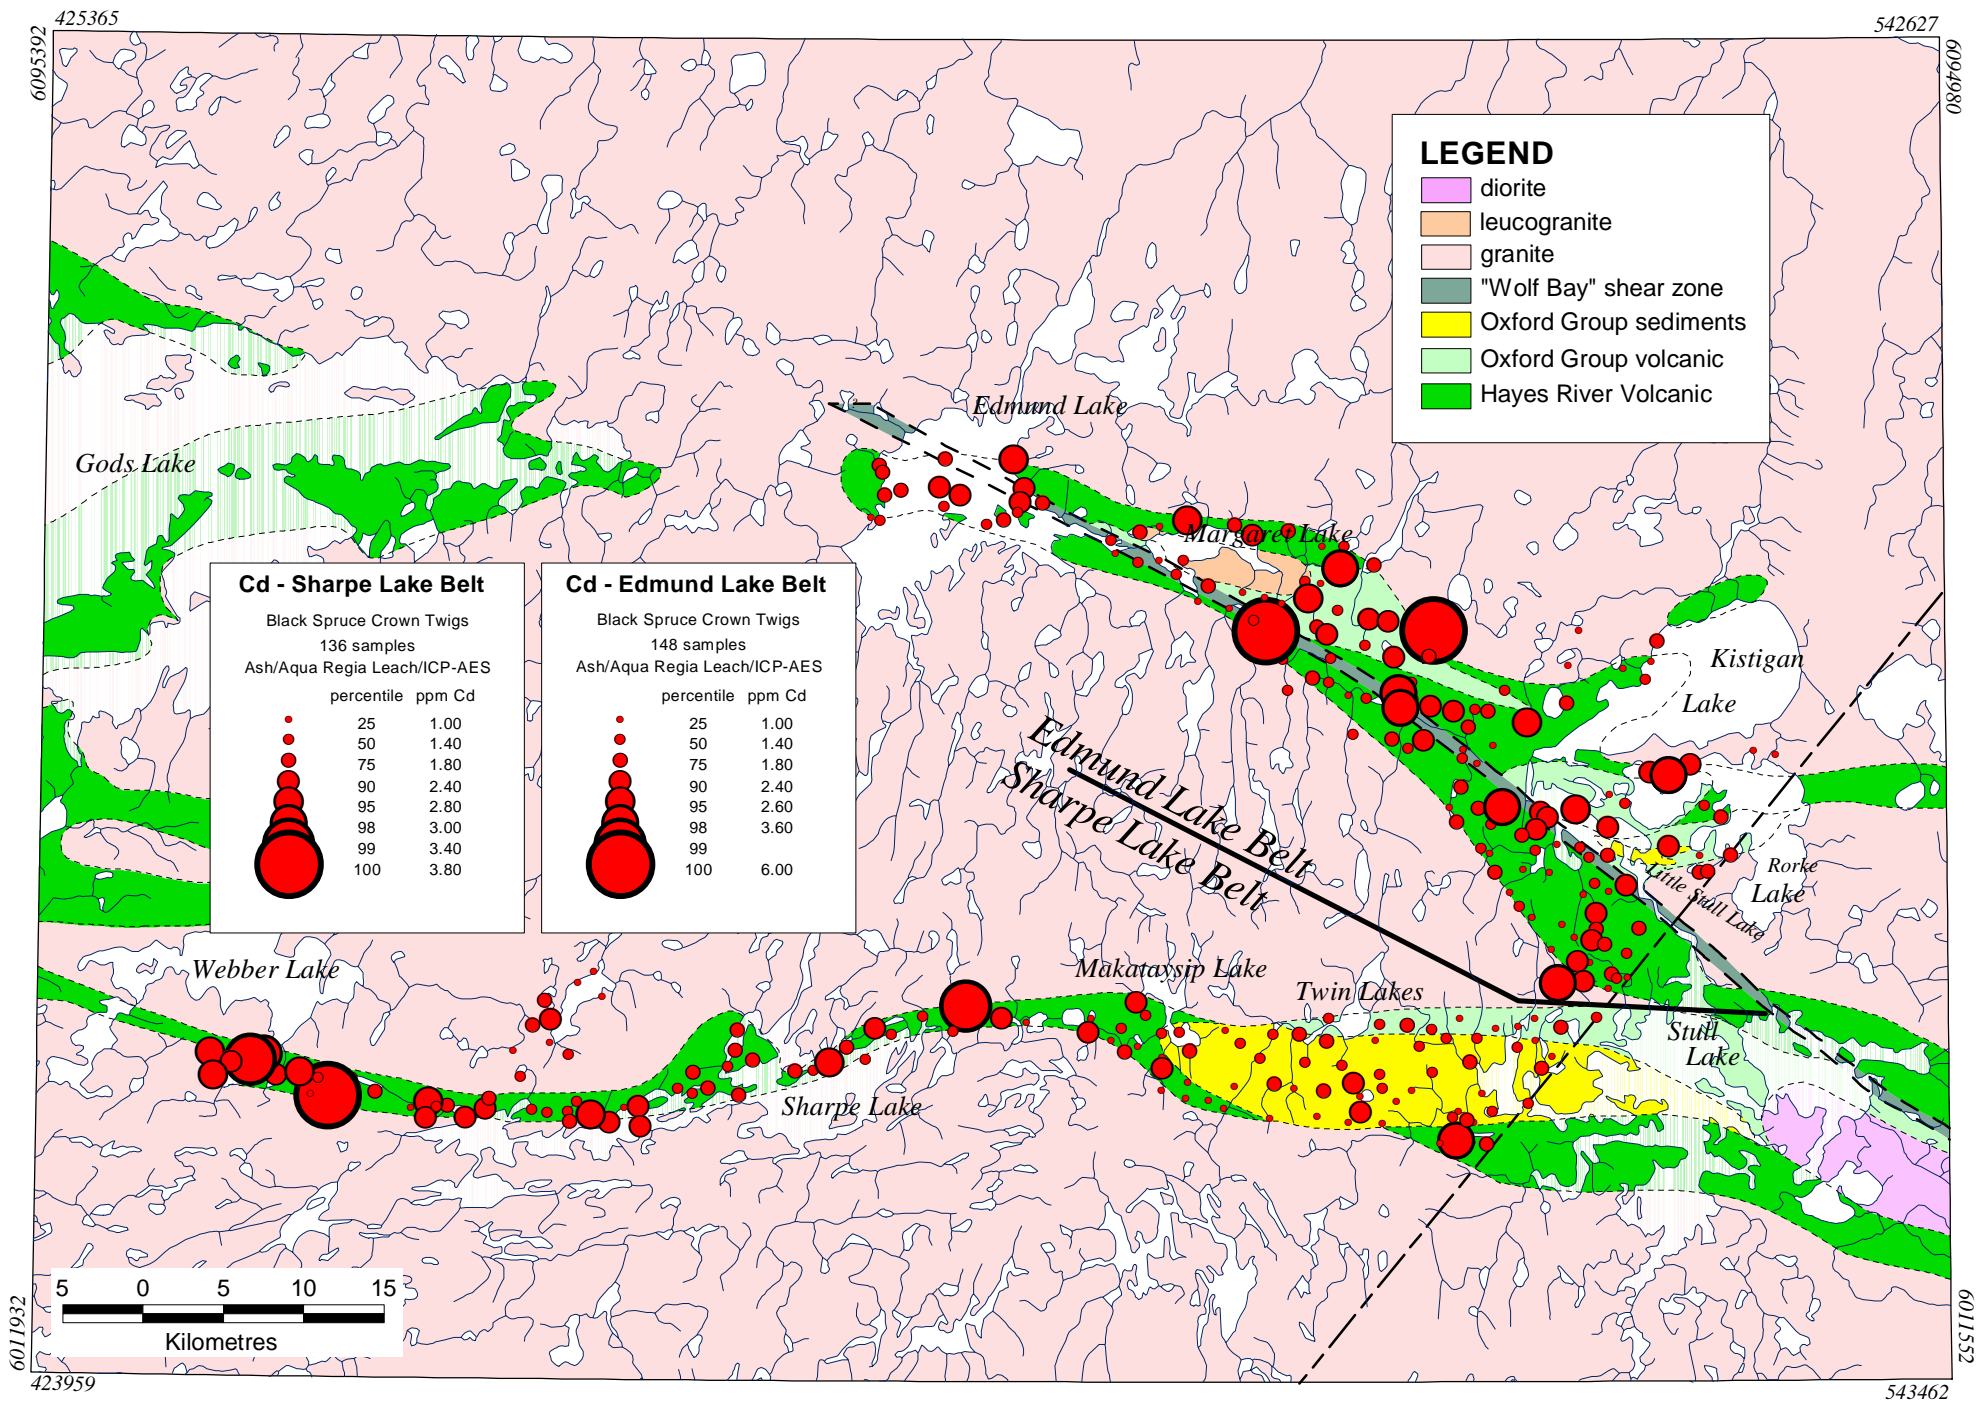 425365
542627
6095392
6094980
LEGEND
diorite
leucogranite
granite
"Wolf Bay" shear zone
Oxford Group sediments
Oxford Group volcanic
Hayes River Volcanic
Edmund Lake
Gods Lake
Margaret Lake
Cd - Sharpe Lake Belt
Black Spruce Crown Twigs
136 samples
Ash/Aqua Regia Leach/ICP-AES
percentile ppm Cd
25 1.00
50 1.40
75 1.80
90 2.40
95 2.80
98 3.00
99 3.40
100 3.80
Cd - Edmund Lake Belt
Black Spruce Crown Twigs
148 samples
Ash/Aqua Regia Leach/ICP-AES
percentile ppm Cd
25 1.00
50 1.40
75 1.80
90 2.40
95 2.60
98 3.60
99
100 6.00
Kistigan
Lake
Edmund Lake Belt
Sharpe Lake Belt
Rorke
Lake
Little Stull Lake
Webber Lake
Makataysip Lake
Twin Lakes
Stull
Lake
Sharpe Lake
5 0 5 10 15
Kilometres
6011932
6011552
423959
543462